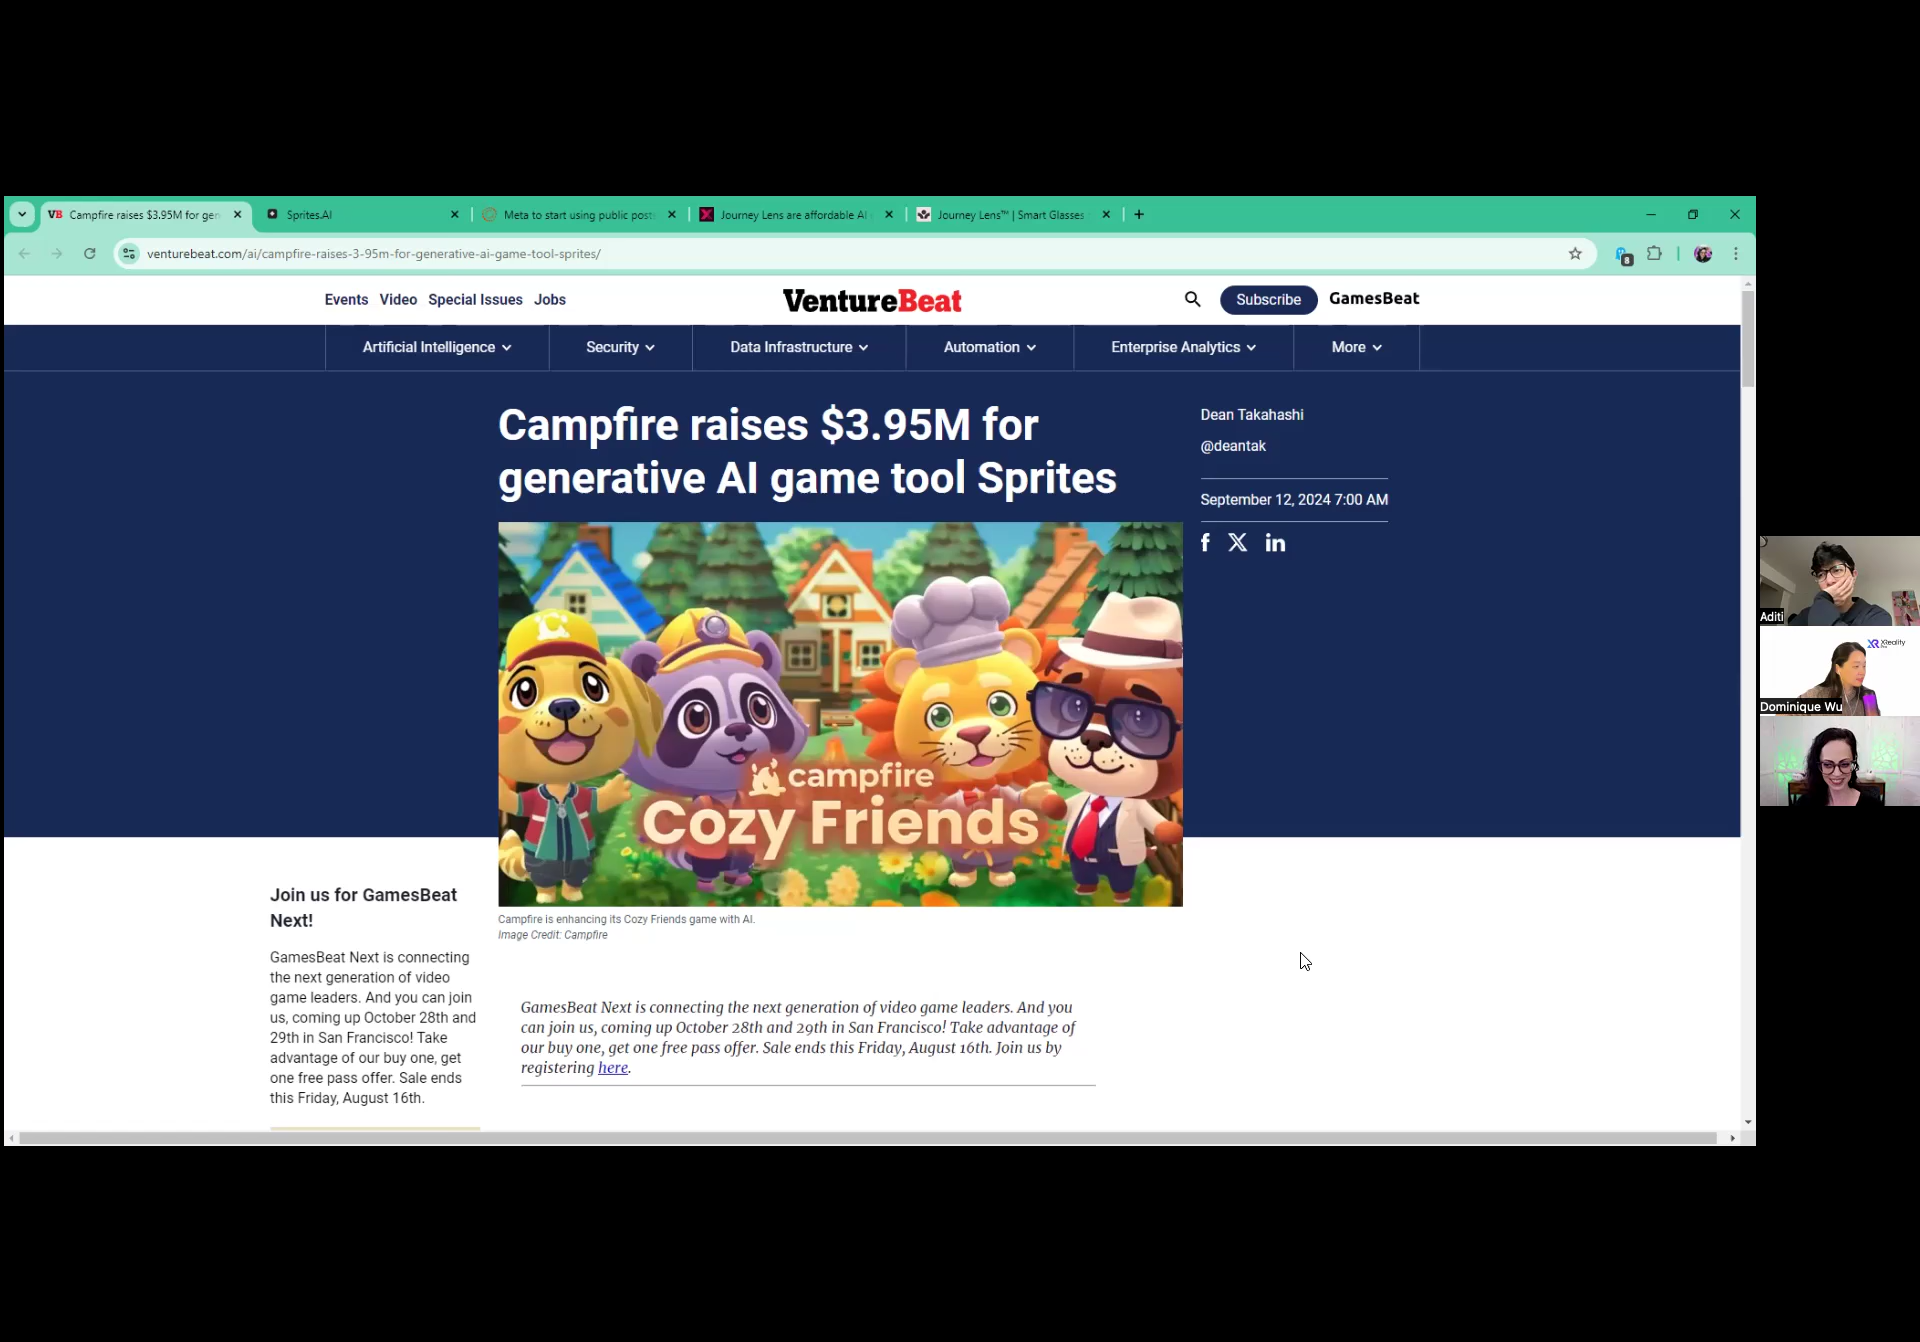 Campfire raises $3.95M for gen
Sprites.AI
Meta to start using public posts
Journey Lens are affordable AI
Journey Lens™ | Smart Glasses
venturebeat.com/ai/campfire-raises-3-95m-for-generative-ai-game-tool-sprites/
8
Events Video Special Issues Jobs
VentureBeat
Subscribe
GamesBeat
Artificial Intelligence
Security
Data Infrastructure
Automation
Enterprise Analytics
More
Campfire raises $3.95M for
generative AI game tool Sprites
Dean Takahashi
@deantak
September 12, 2024 7:00 AM
campfire
Cozy Friends
Campfire is enhancing its Cozy Friends game with AI.
Image Credit: Campfire
Join us for GamesBeat
Next!
GamesBeat Next is connecting
the next generation of video
game leaders. And you can join
us, coming up October 28th and
29th in San Francisco! Take
advantage of our buy one, get
one free pass offer. Sale ends
this Friday, August 16th.
GamesBeat Next is connecting the next generation of video game leaders. And you
can join us, coming up October 28th and 29th in San Francisco! Take advantage of
our buy one, get one free pass offer. Sale ends this Friday, August 16th. Join us by
registering here.
Aditi
XReality
Dominique Wu